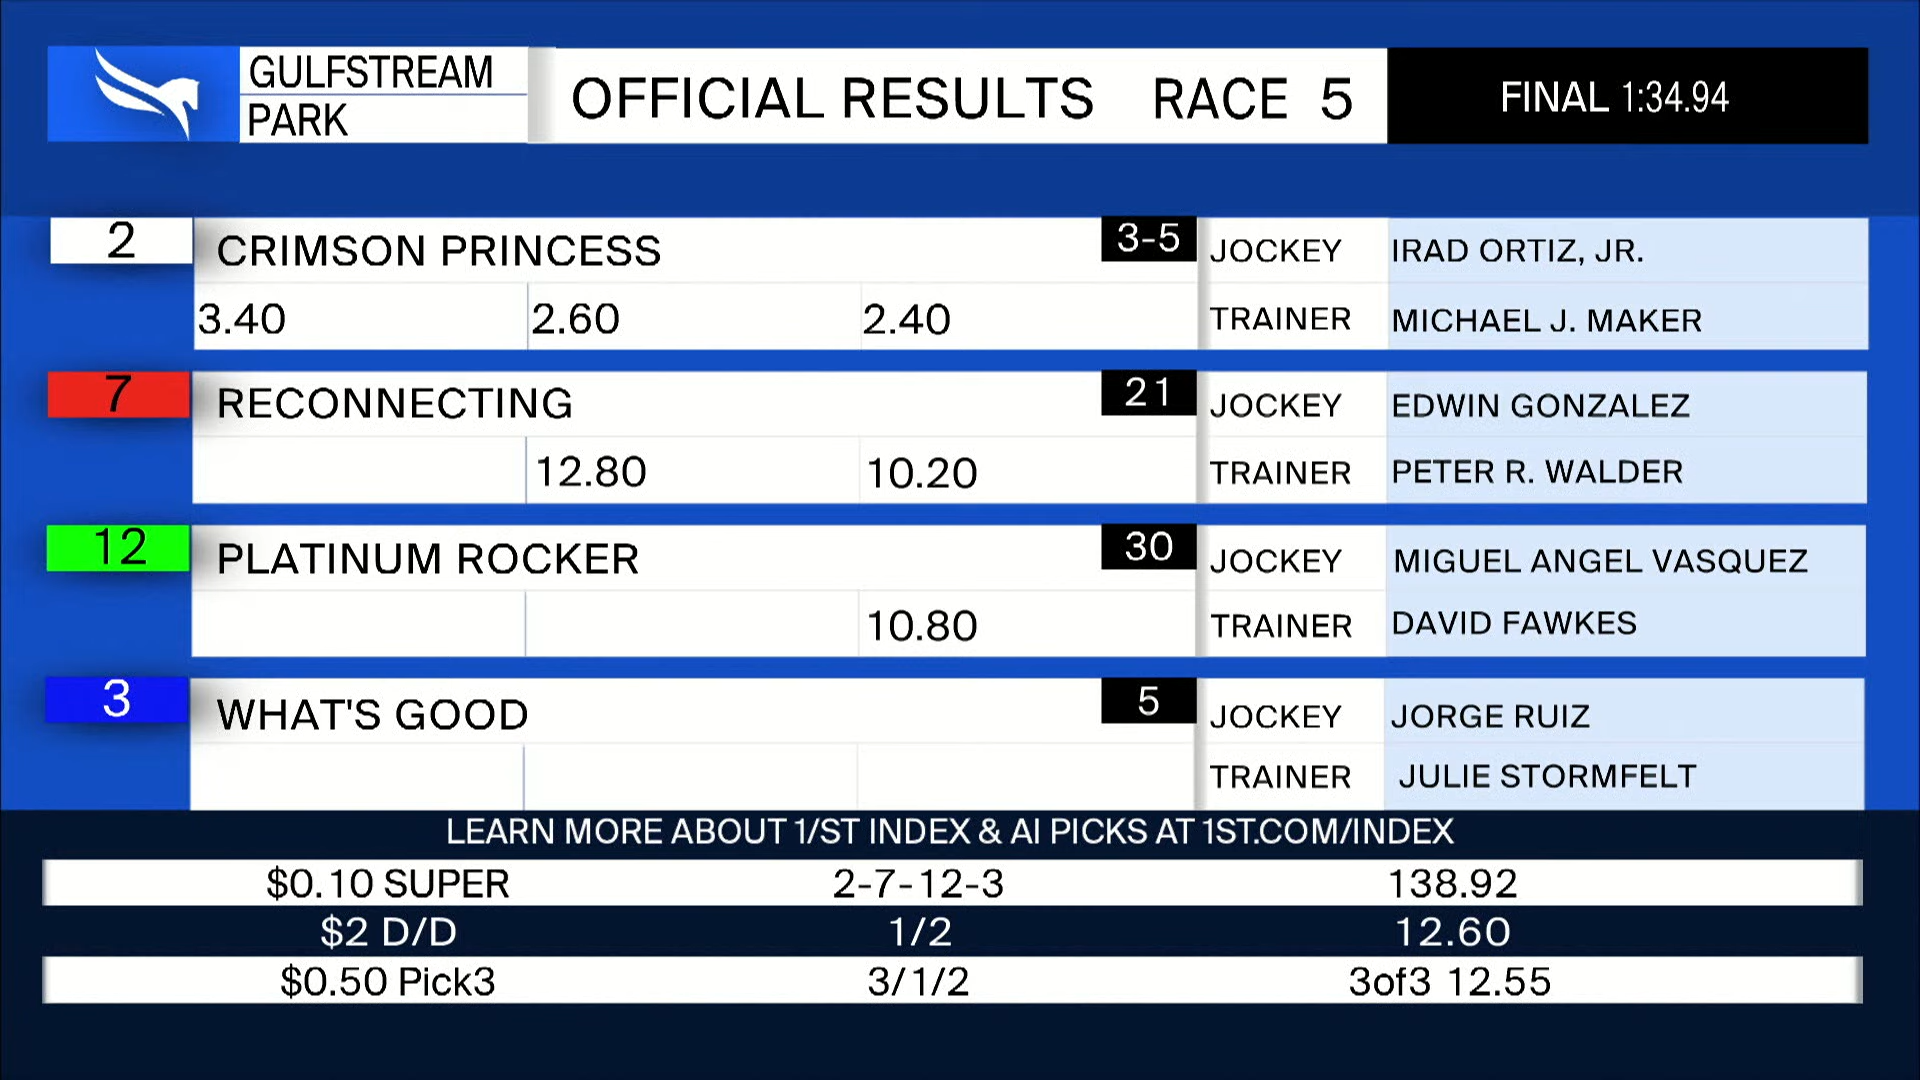 GULFSTREAM
PARK
OFFICIAL RESULTS RACE 5
FINAL 1:34.94
2 CRIMSON PRINCESS 3-5 JOCKEY IRAD ORTIZ, JR.
3.40 2.60 2.40 TRAINER MICHAEL J. MAKER
7 RECONNECTING 21 JOCKEY EDWIN GONZALEZ
12.80 10.20 TRAINER PETER R. WALDER
12 PLATINUM ROCKER 30 JOCKEY MIGUEL ANGEL VASQUEZ
10.80 TRAINER DAVID FAWKES
3 WHAT'S GOOD 5 JOCKEY JORGE RUIZ
TRAINER JULIE STORMFELT
LEARN MORE ABOUT 1/ST INDEX & AI PICKS AT 1ST.COM/INDEX
$0.10 SUPER 2-7-12-3 138.92
$2 D/D 1/2 12.60
$0.50 Pick3 3/1/2 3of3 12.55